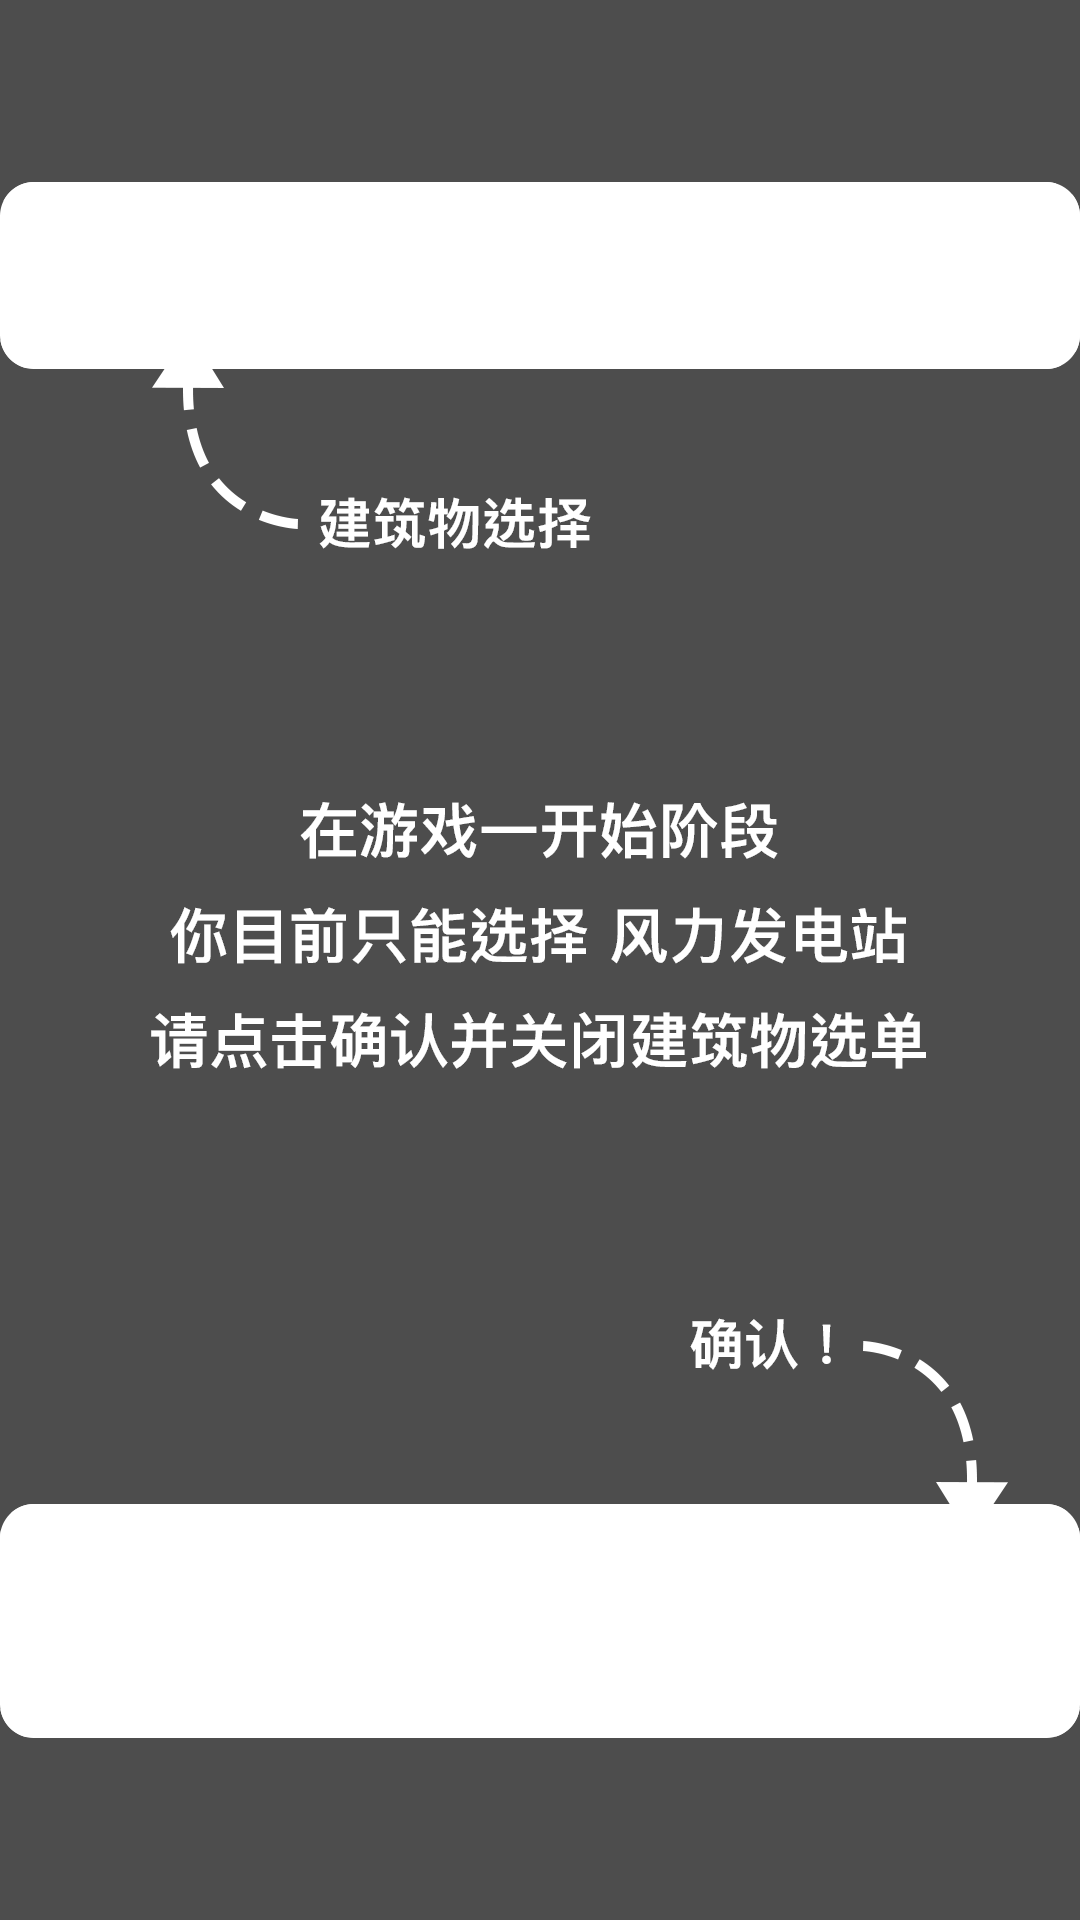 建筑物选择
在游戏一开始阶段
你目前只能选择 风力发电站
请点击确认并关闭建筑物选单
确认！